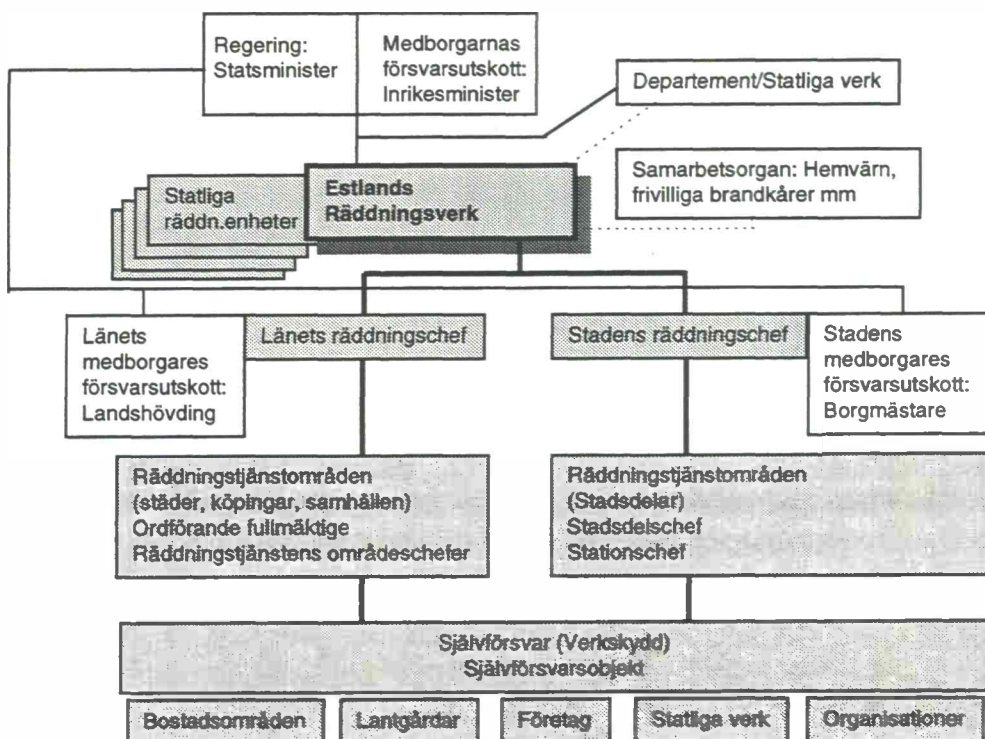 Regering:
Statsminister
Medborgarnas
försvarsutskott:
Inrikesminister
Departement/Statliga verk
Samarbetsorgan: Hemvärn,
frivilliga brandkårer mm
Statliga
räddn.enheter
Estlands
Räddningsverk
Länets
medborgares
försvarsutskott:
Landshövding
Länets räddningschef
Stadens räddningschef
Stadens
medborgares
försvarsutskott:
Borgmästare
Räddningstjänstområden
(städer, köpingar, samhällen)
Ordförande fullmäktige
Räddningstjänstens områdeschefer
Räddningstjänstområden
(Stadsdelar)
Stadsdelschef
Stationschef
Självförsvar (Verkskydd)
Självförsvarsobjekt
Bostadsområden
Lantgårdar
Företag
Statliga verk
Organisationer